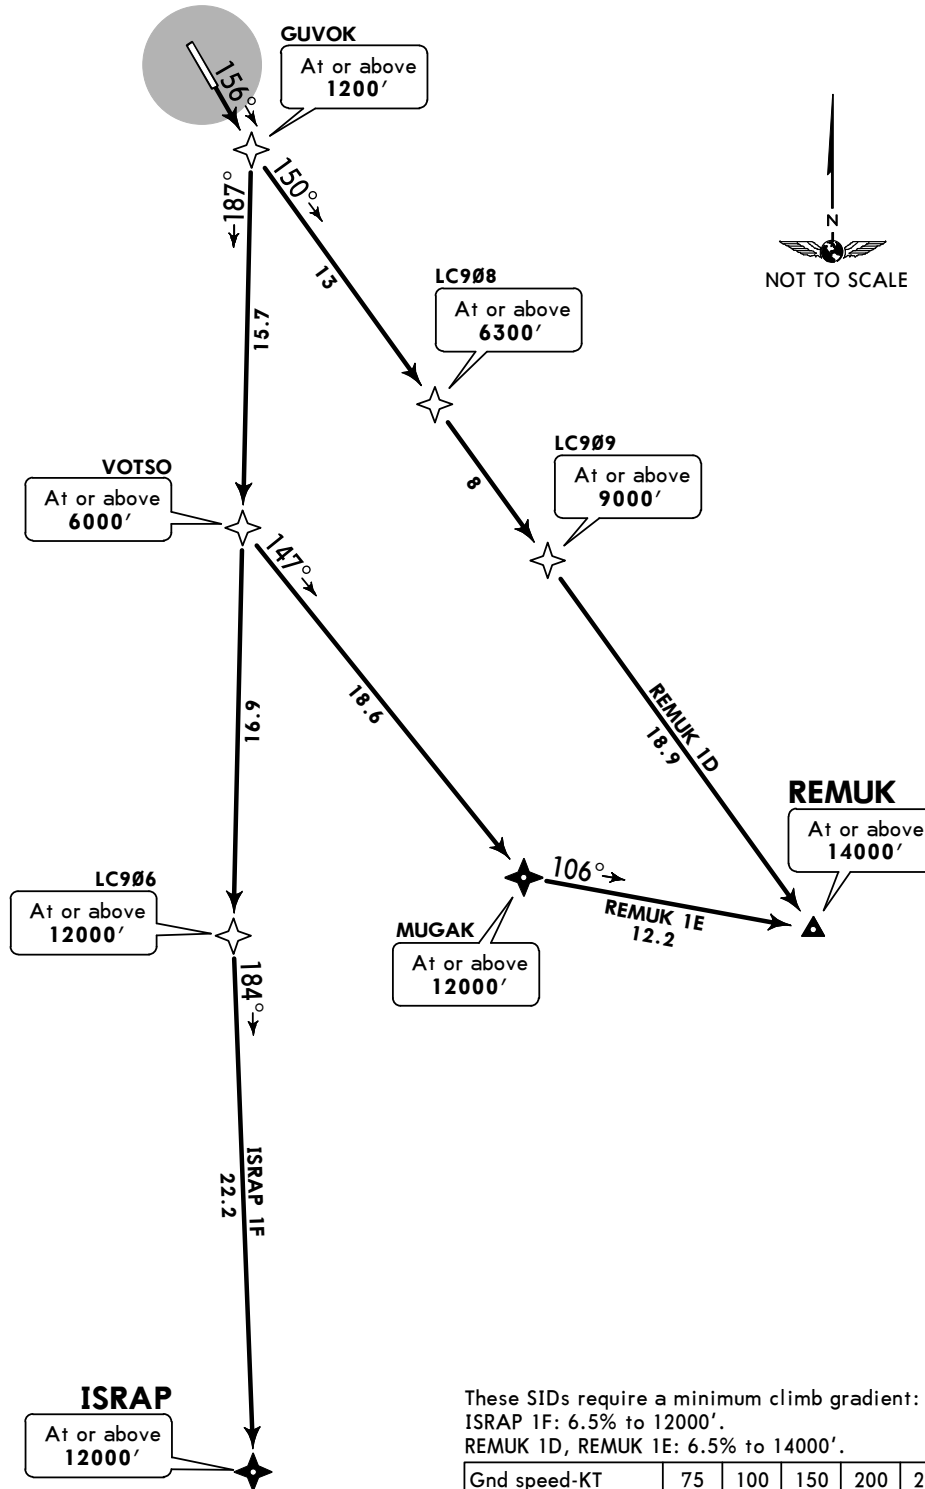 GUVOK
At or above
1200′
156°
187°
150°
13
15.7
N
NOT TO SCALE
LC9Ø8
At or above
6300′
LC9Ø9
At or above
9000′
8
VOTSO
At or above
6000′
147°
18.6
16.9
REMUK 1D
18.9
REMUK
At or above
14000′
106°
REMUK 1E
12.2
MUGAK
At or above
12000′
LC9Ø6
At or above
12000′
184°
ISRAP 1F
22.2
ISRAP
At or above
12000′
These SIDs require a minimum climb gradient:
ISRAP 1F: 6.5% to 12000′.
REMUK 1D, REMUK 1E: 6.5% to 14000′.
Gnd speed-KT 75 100 150 200